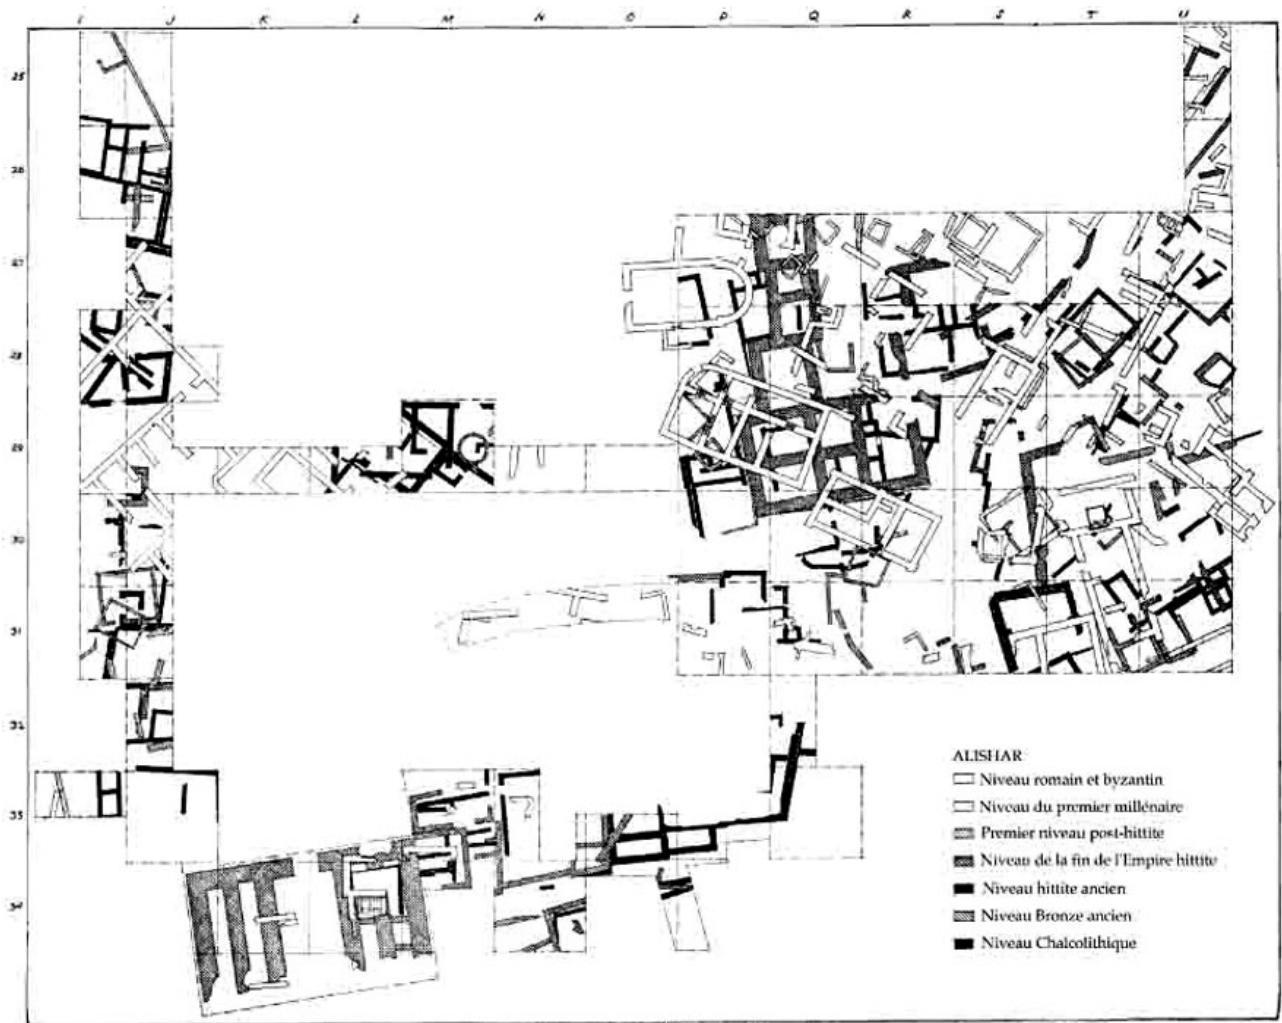 I J K L M N O P Q R S T U
25
26
27
28
29
30
31
32
33
34
ALISHAR
Niveau romain et byzantin
Niveau du premier millénaire
Premier niveau post-hittite
Niveau de la fin de l'Empire hittite
Niveau hittite ancien
Niveau Bronze ancien
Niveau Chalcolithique